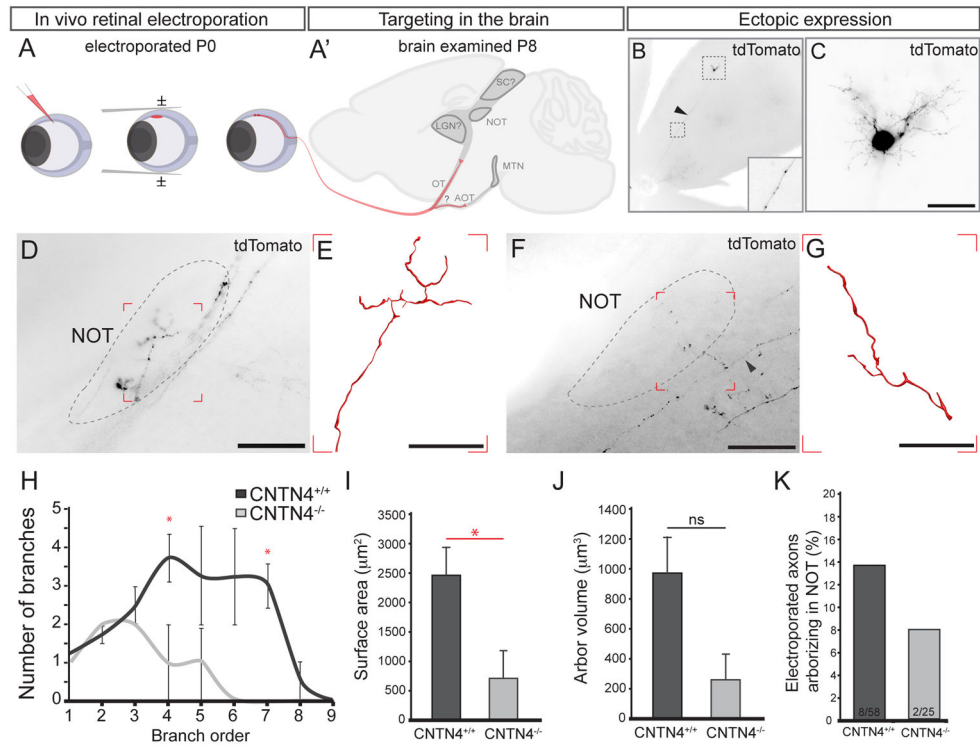 In vivo retinal electroporation
Targeting in the brain
Ectopic expression
A
electroporated P0
A'
brain examined P8
B
tdTomato
C
tdTomato
±
±
SC?
LGN?
NOT
MTN
OT
?
AOT
D
tdTomato
NOT
E
F
tdTomato
NOT
G
H
CNTN4+/+
CNTN4-/-
Number of branches
5
4
3
2
1
0
1 2 3 4 5 6 7 8 9
Branch order
*
*
I
Surface area (µm²)
3000
2500
2000
1500
1000
500
0
*
CNTN4+/+ CNTN4-/-
J
Arbor volume (µm³)
1400
1200
1000
800
600
400
200
0
ns
CNTN4+/+ CNTN4-/-
K
Electroporated axons
arborizing in NOT (%)
20
18
16
14
12
10
8
6
4
2
0
8/58 2/25
CNTN4+/+ CNTN4-/-